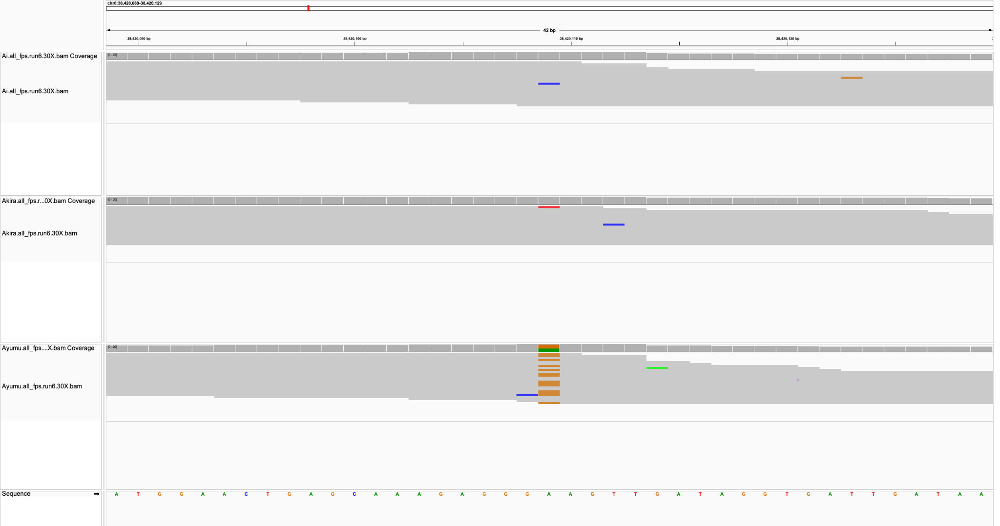 chr6:38,420,089-38,420,129
42 bp
38,420,090 bp 38,420,100 bp 38,420,110 bp 38,420,120 bp
Ai.all_fps.run6.30X.bam Coverage
[0 - 23]
Ai.all_fps.run6.30X.bam
Akira.all_fps.r...0X.bam Coverage
[0 - 20]
Akira.all_fps.run6.30X.bam
Ayumu.all_fps....X.bam Coverage
[0 - 26]
Ayumu.all_fps.run6.30X.bam
Sequence A T G G A A C T G A G C A A A G A G G G A A G T T G A T A G G T G A T T G A T A A